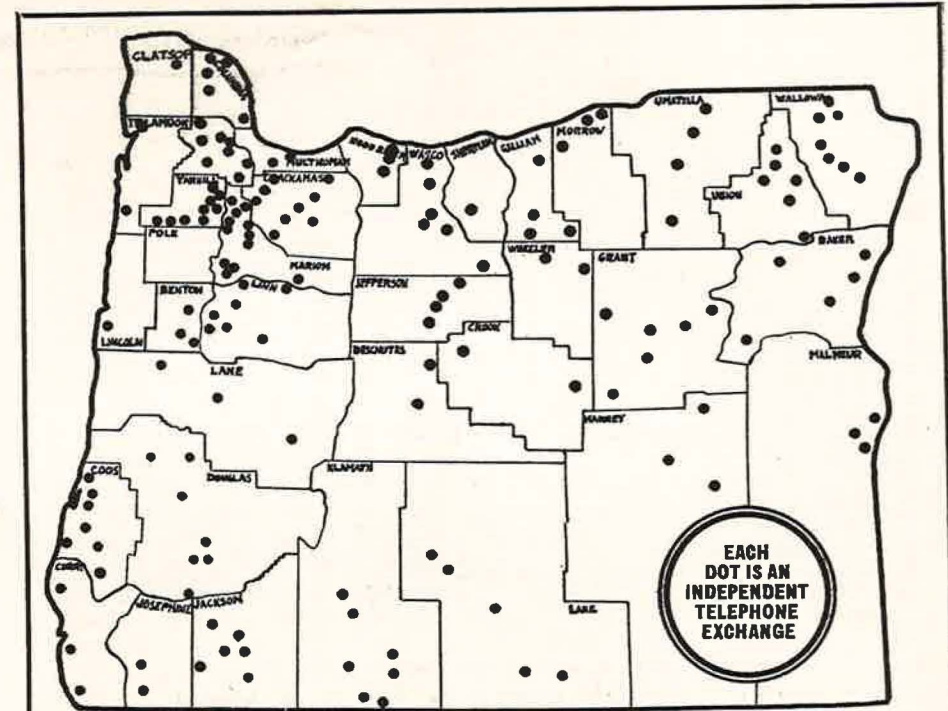 CLATSOP
COLUMBIA
TILLAMOOK
MULTNOMAH
HOOD RIVER
WASCO
SHERMAN
GILLIAM
MORROW
UMATILLA
WALLOWA
YAMHILL
CLACKAMAS
UNION
POLK
MARION
WHEELER
GRANT
BAKER
BENTON
LINN
JEFFERSON
CROOK
LINCOLN
LANE
DESCHUTES
MALHEUR
HARNEY
COOS
DOUGLAS
KLAMATH
CURRY
JOSEPHINE
JACKSON
LAKE
EACH
DOT IS AN
INDEPENDENT
TELEPHONE
EXCHANGE